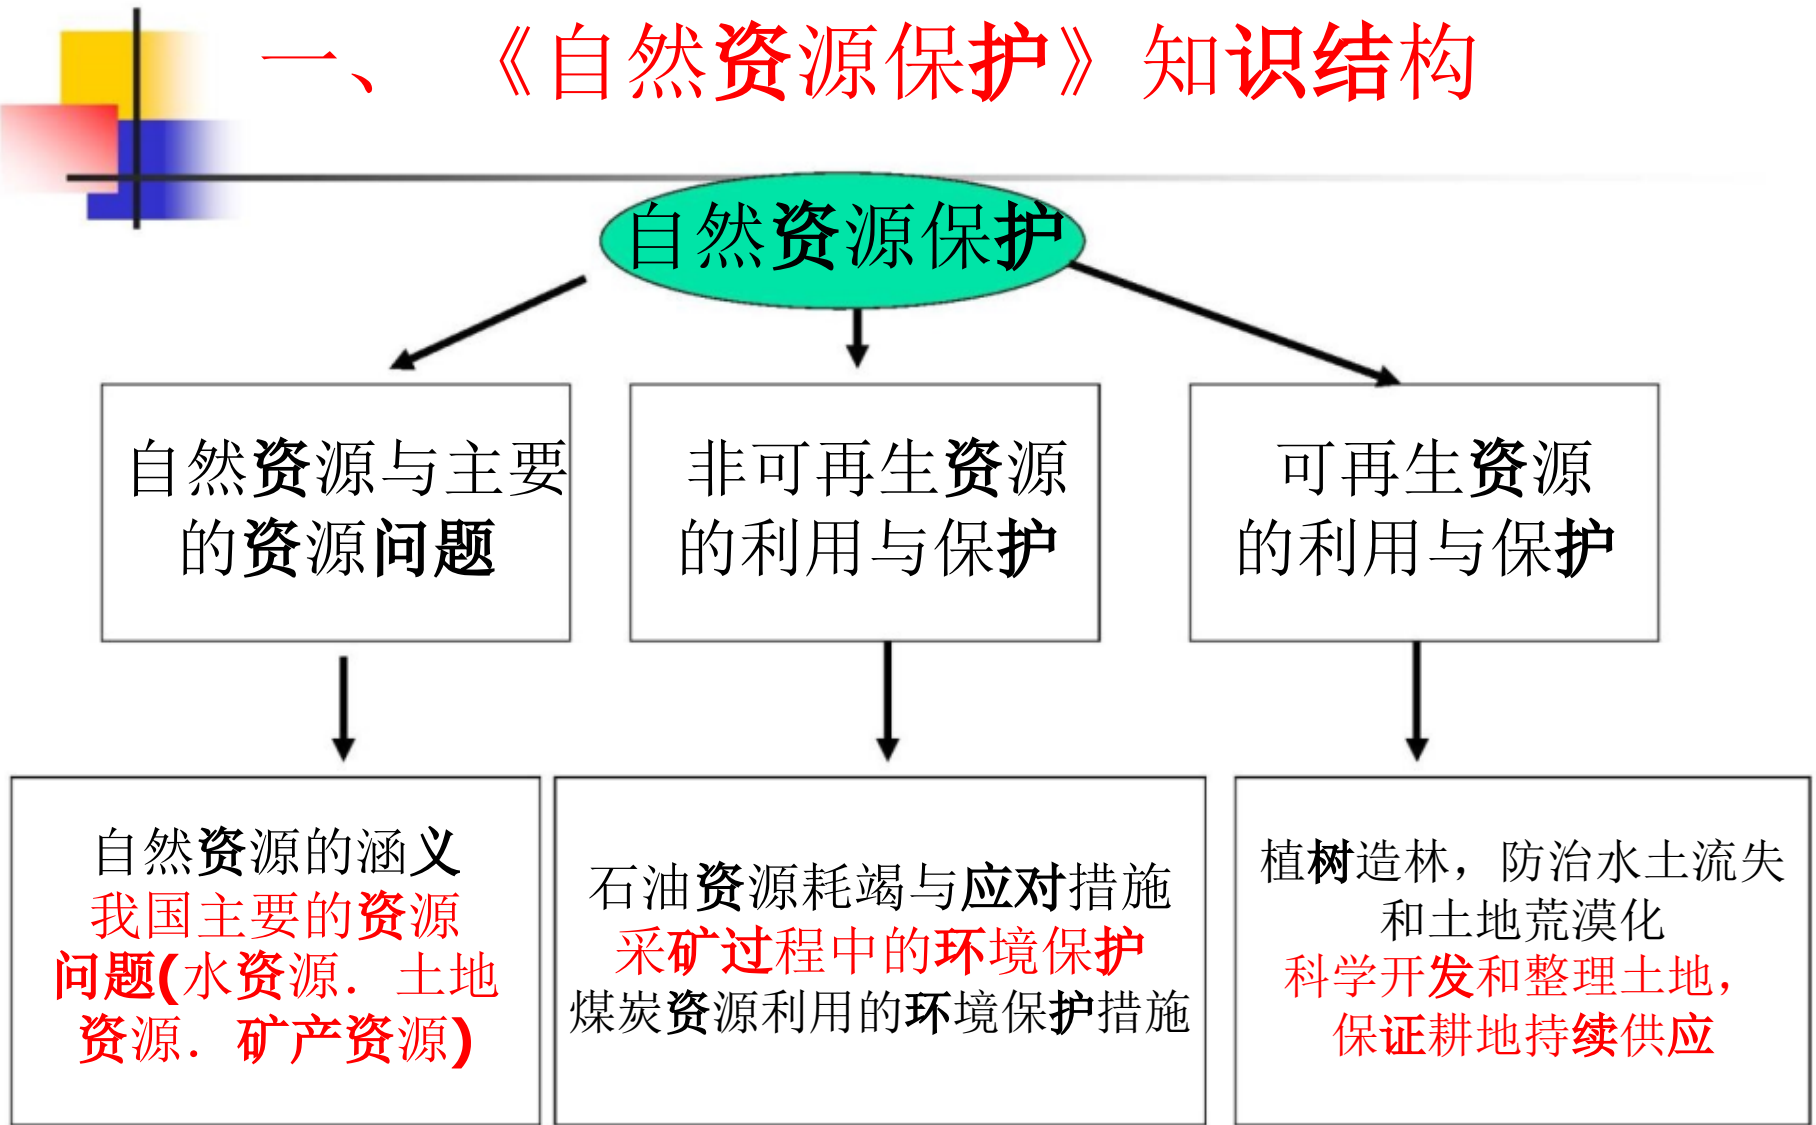 一、 《自然资源保护》知识结构
自然资源保护
自然资源与主要
的资源问题
非可再生资源
的利用与保护
可再生资源
的利用与保护
自然资源的涵义
我国主要的资源
问题(水资源．土地
资源．矿产资源)
石油资源耗竭与应对措施
采矿过程中的环境保护
煤炭资源利用的环境保护措施
植树造林，防治水土流失
和土地荒漠化
科学开发和整理土地，
保证耕地持续供应